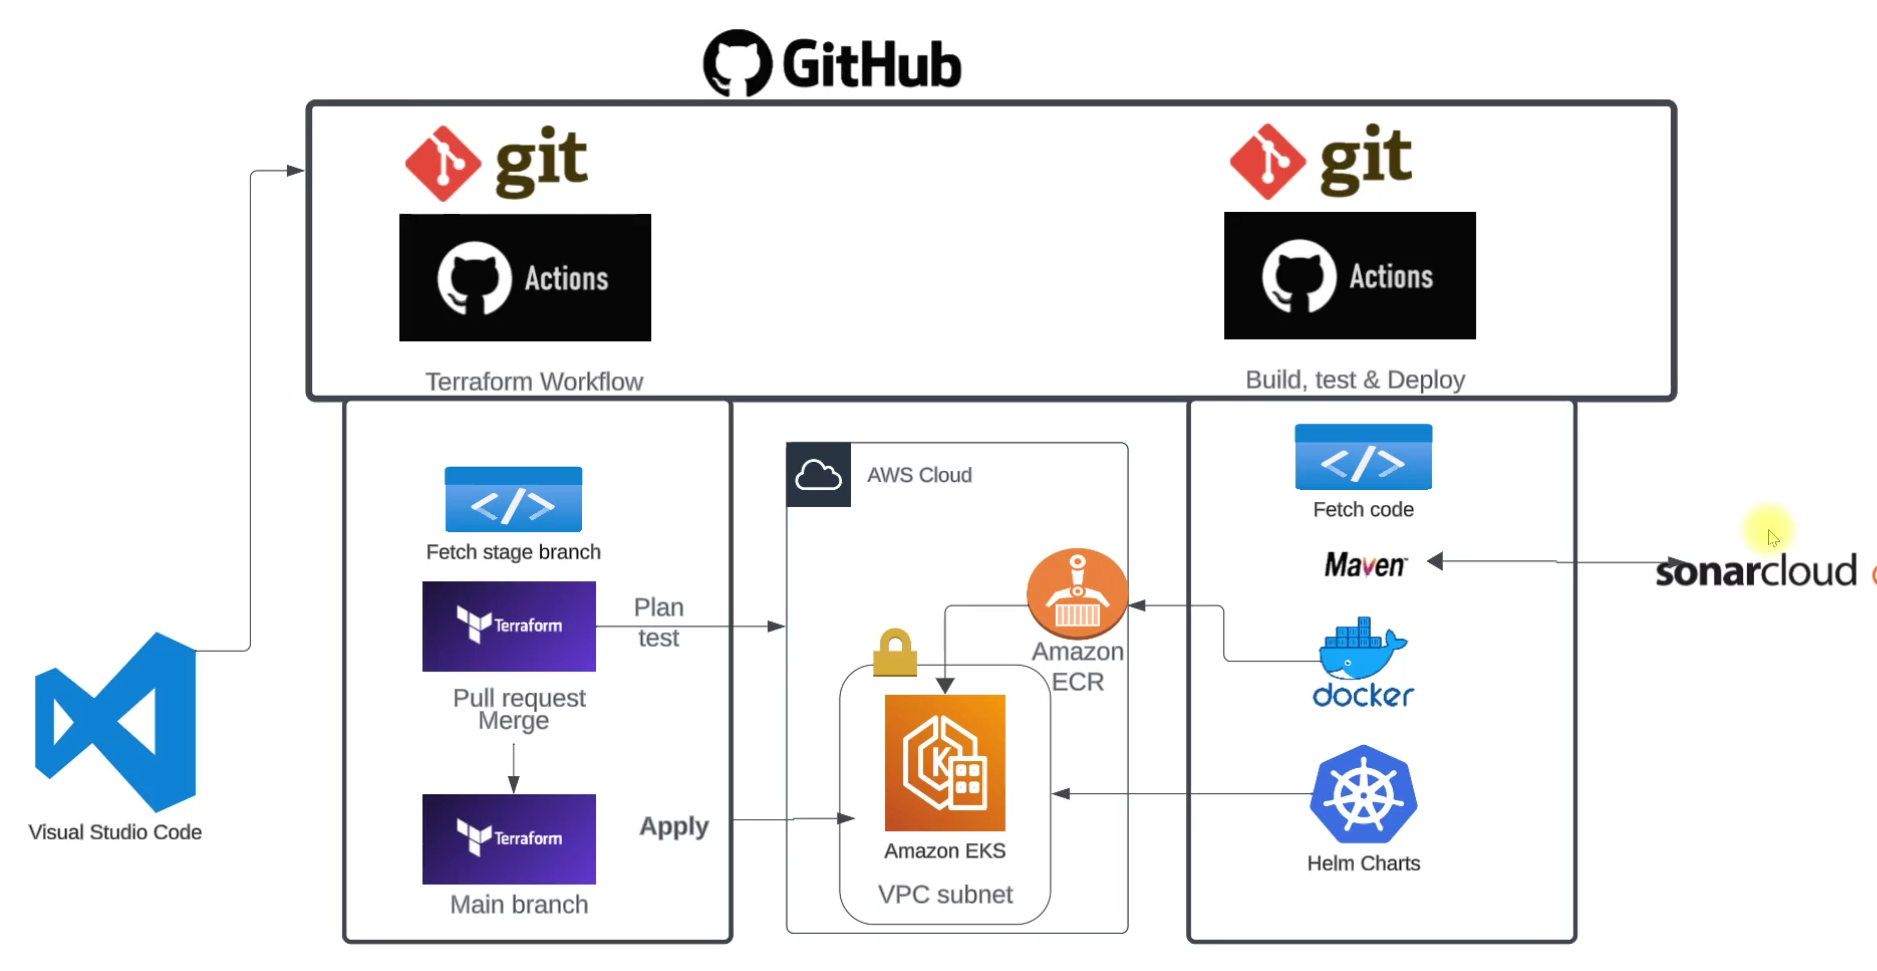 GitHub
git
Actions
Terraform Workflow
git
Actions
Build, test & Deploy
Fetch stage branch
Terraform
Plan
test
Pull request
Merge
Terraform
Apply
Main branch
AWS Cloud
Amazon
ECR
K
Amazon EKS
VPC subnet
</>
</>
Fetch code
Maven™
sonarcloud
docker
Helm Charts
Visual Studio Code